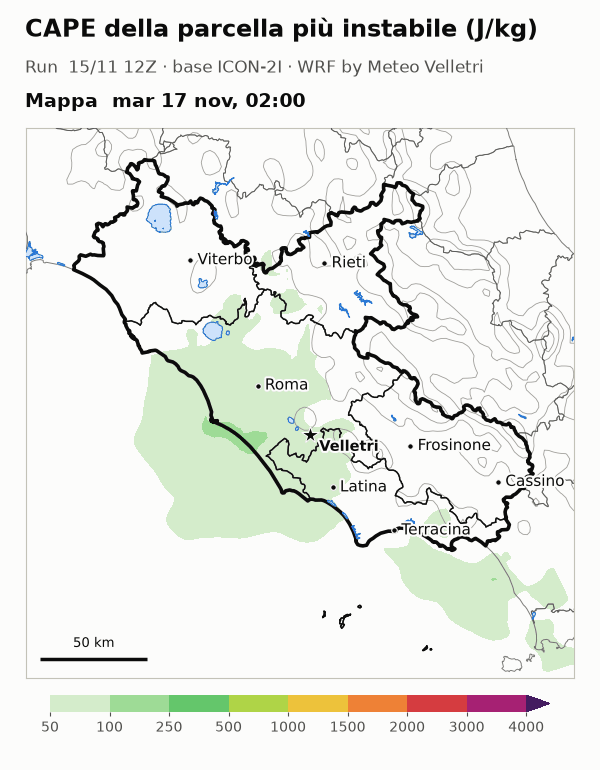 CAPE della parcella più instabile (J/kg)
Run  15/11 12Z · base ICON-2I · WRF by Meteo Velletri
Mappa  mar 17 nov, 02:00
Viterbo
Rieti
Roma
Velletri
Frosinone
Latina
Cassino
Terracina
50 km
50 100 250 500 1000 1500 2000 3000 4000